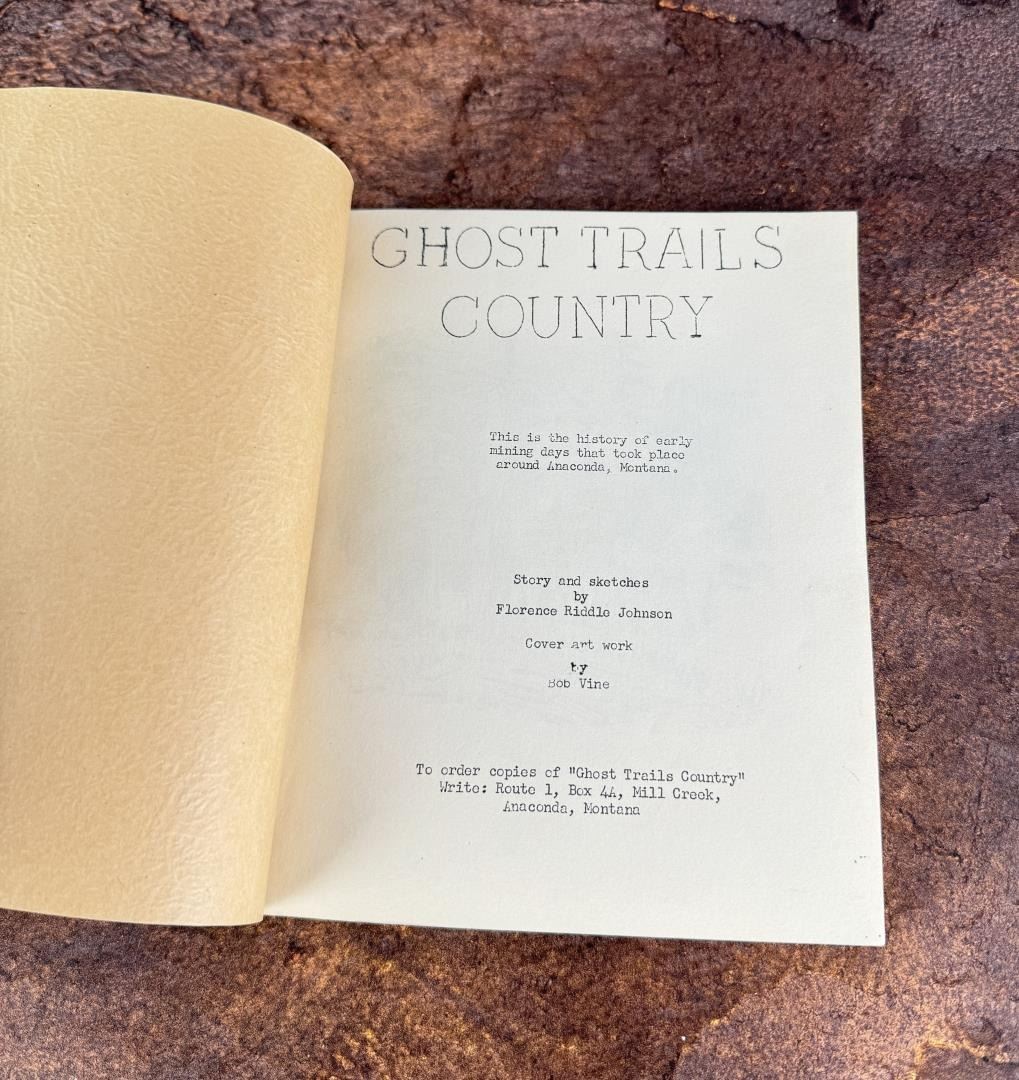 GHOST TRAILS
COUNTRY
This is the history of early
mining days that took place
around Anaconda, Montana.
Story and sketches
by
Florence Riddle Johnson
Cover art work
by
Bob Vine
To order copies of "Ghost Trails Country"
Write: Route 1, Box 4A, Mill Creek,
Anaconda, Montana